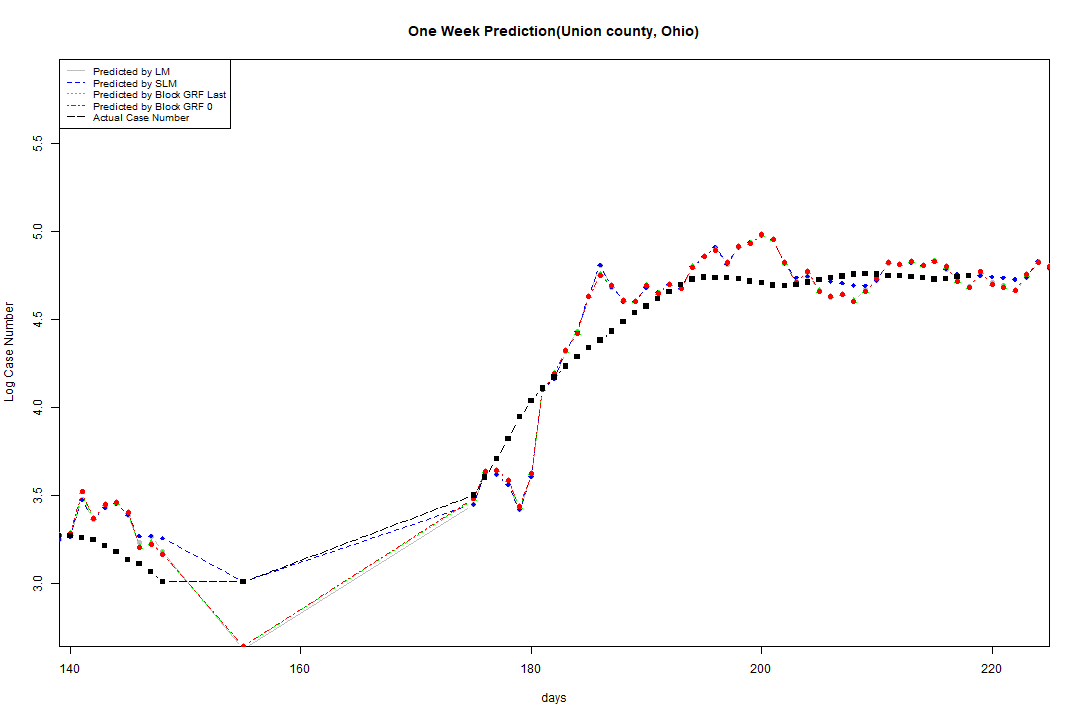 One Week Prediction(Union county, Ohio)
Predicted by LM
Predicted by SLM
Predicted by Block GRF Last
Predicted by Block GRF 0
Actual Case Number
5.5
5.0
4.5
4.0
3.5
3.0
Log Case Number
140 160 180 200 220
days